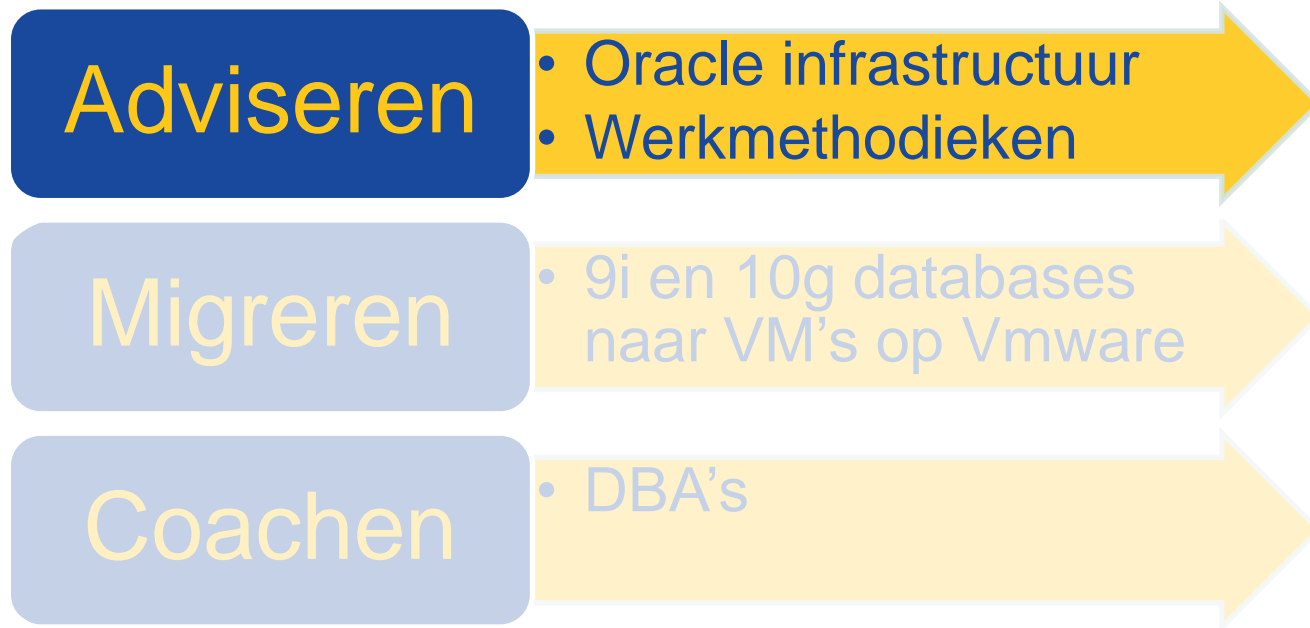 Adviseren
• Oracle infrastructuur
• Werkmethodieken
Migreren
• 9i en 10g databases
naar VM’s op Vmware
Coachen
• DBA’s